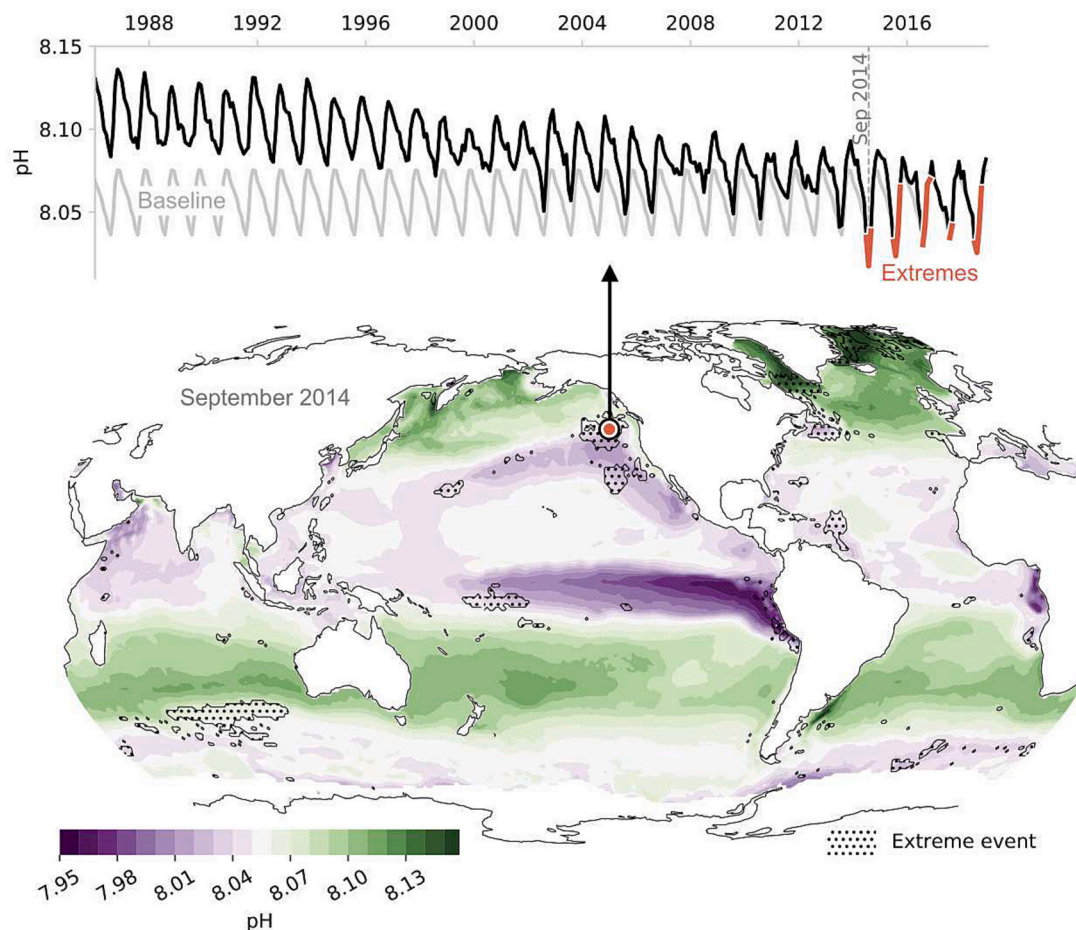 1988 1992 1996 2000 2004 2008 2012 2016
8.15
8.10
8.05
pH
Sep 2014
Baseline
Extremes
September 2014
Extreme event
7.95 7.98 8.01 8.04 8.07 8.10 8.13
pH